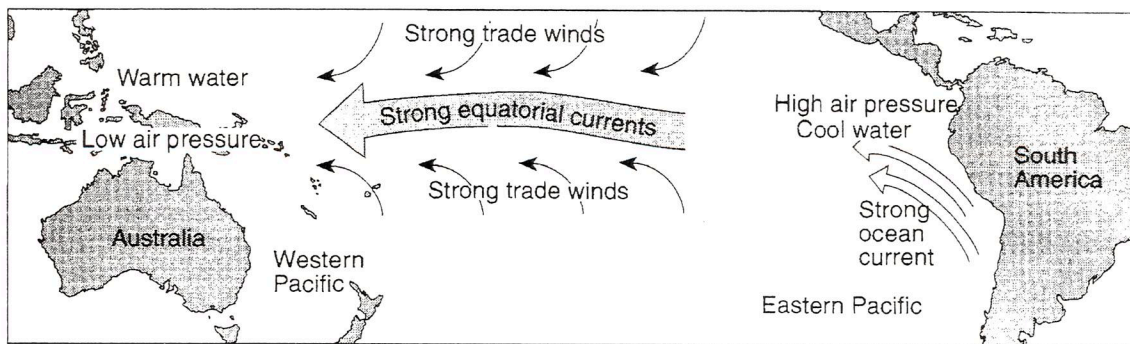 Strong trade winds
Warm water
Strong equatorial currents
High air pressure
Cool water
Low air pressure
South
America
Strong trade winds
Strong
ocean
current
Australia
Western
Pacific
Eastern Pacific